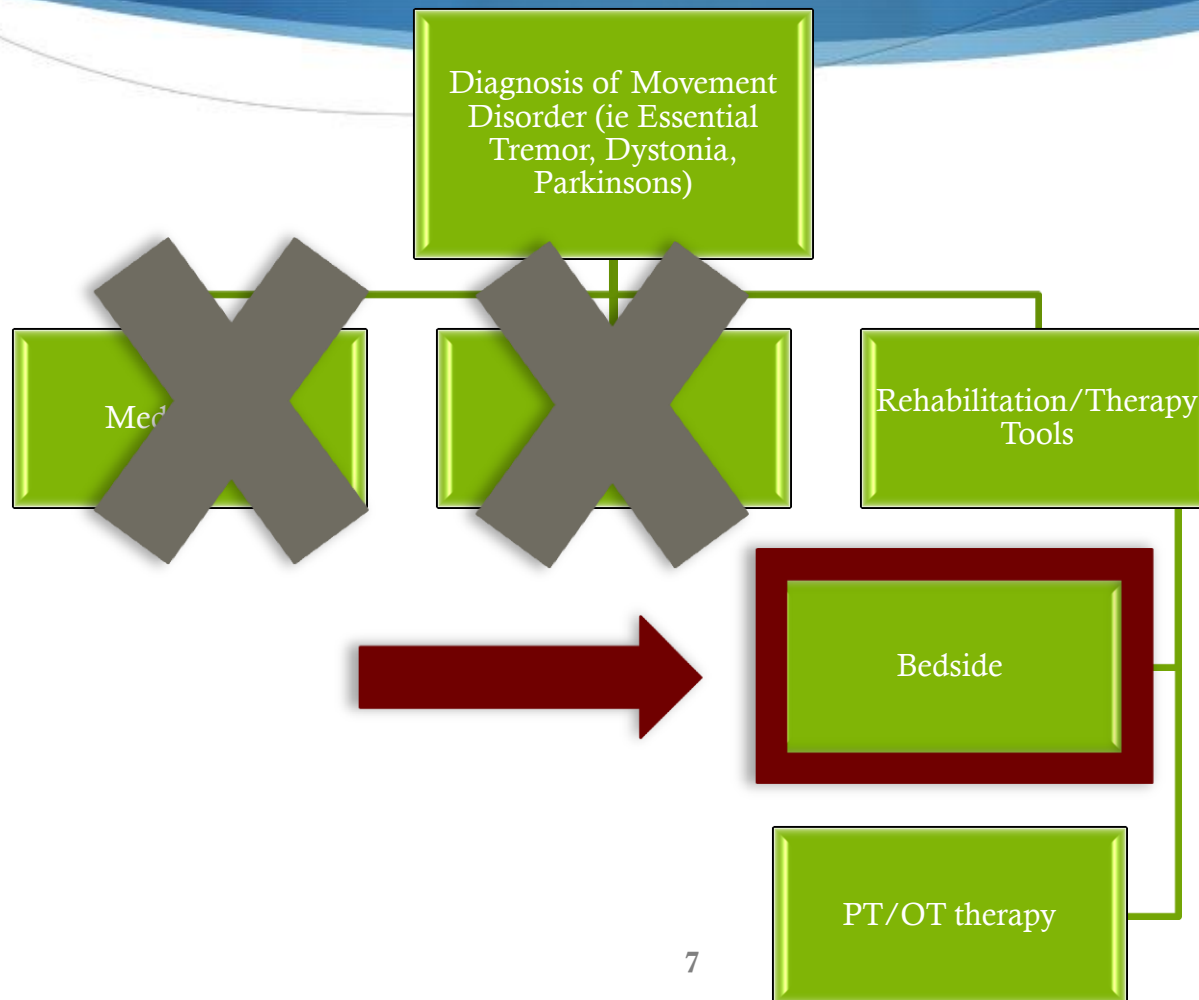 Diagnosis of Movement
Disorder (ie Essential
Tremor, Dystonia,
Parkinsons)
Rehabilitation/Therapy
Tools
Bedside
PT/OT therapy
7